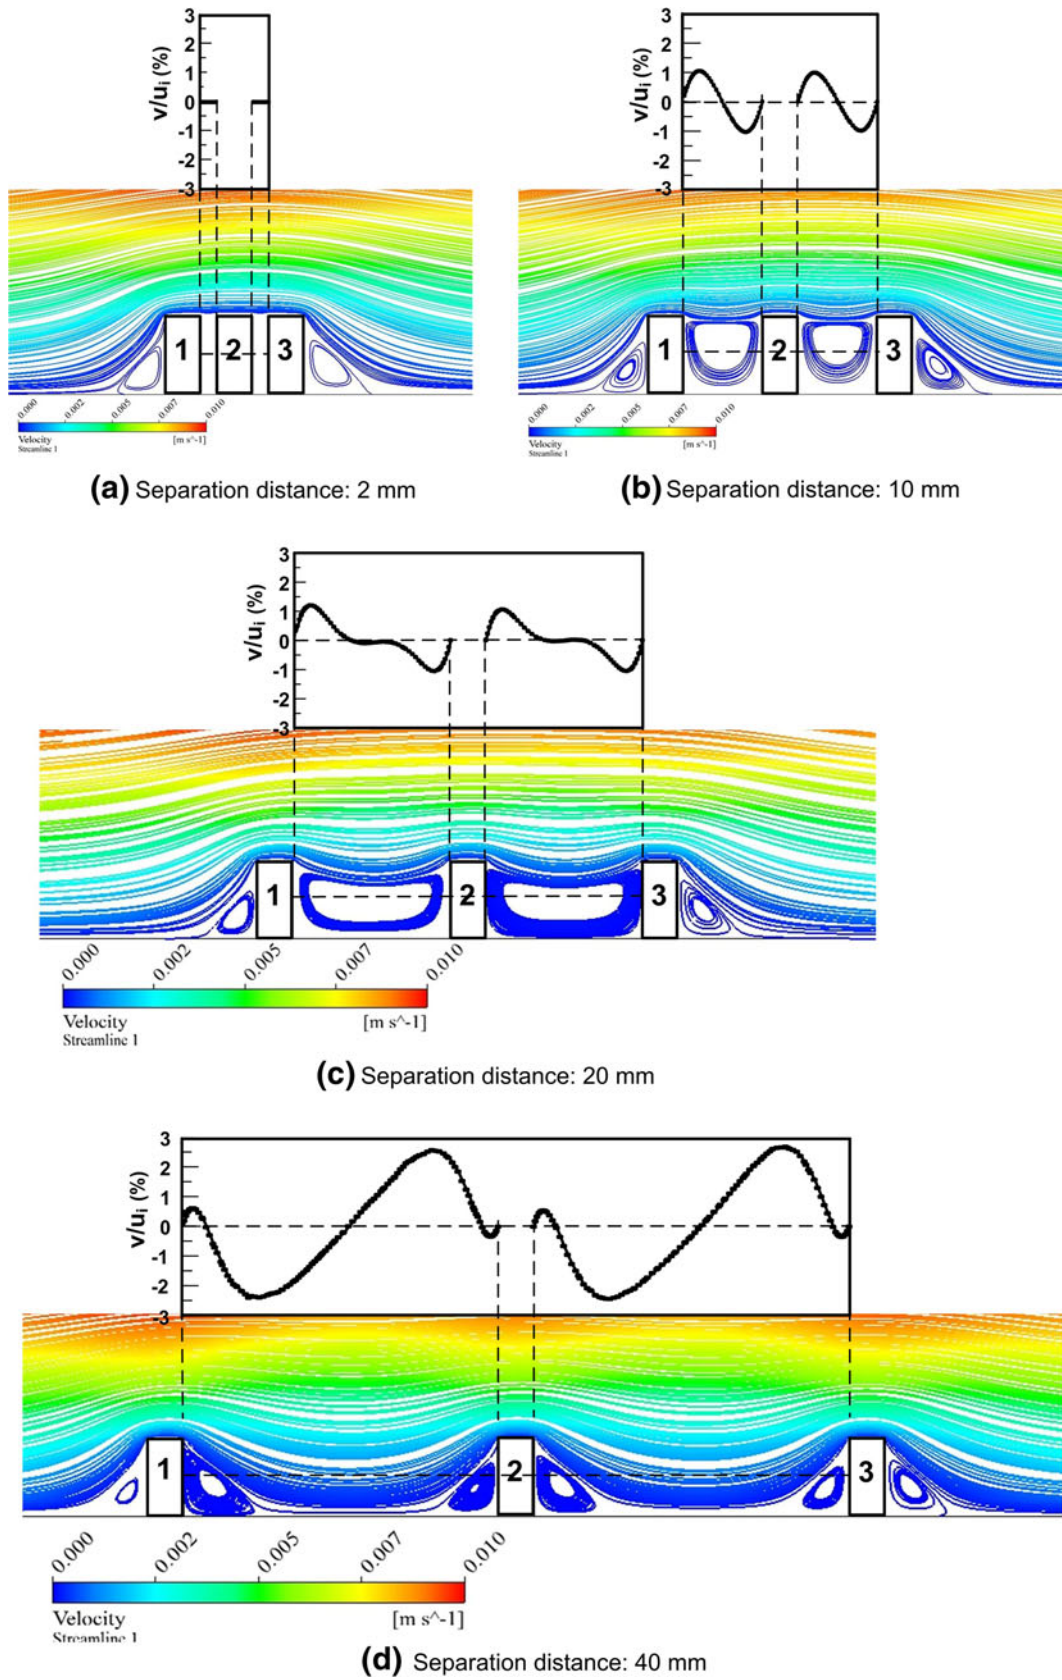 3
2
1
0
-1
-2
-3
v/uᵢ (%)
1 2 3
0.000 0.002 0.005 0.007 0.010
Velocity [m s^-1]
Streamline 1
(a) Separation distance: 2 mm
3
2
1
0
-1
-2
-3
v/uᵢ (%)
1 2 3
0.000 0.002 0.005 0.007 0.010
Velocity [m s^-1]
Streamline 1
(b) Separation distance: 10 mm
3
2
1
0
-1
-2
-3
v/uᵢ (%)
1 2 3
0.000 0.002 0.005 0.007 0.010
Velocity [m s^-1]
Streamline 1
(c) Separation distance: 20 mm
3
2
1
0
-1
-2
-3
v/uᵢ (%)
1 2 3
0.000 0.002 0.005 0.007 0.010
Velocity [m s^-1]
Streamline 1
(d) Separation distance: 40 mm